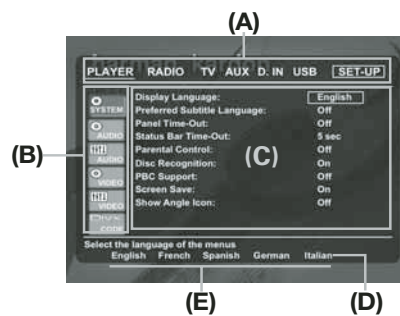 (A)
harman kardon
PLAYER RADIO TV AUX D. IN USB SET-UP
SYSTEM
AUDIO
AUDIO
VIDEO
VIDEO
CODE
(B)
Display Language: English
Preferred Subtitle Language: Off
Panel Time-Out: Off
Status Bar Time-Out: 5 sec
Parental Control: Off
Disc Recognition: On
PBC Support: Off
Screen Save: On
Show Angle Icon: Off
(C)
Select the language of the menus
English French Spanish German Italian
(E)
(D)